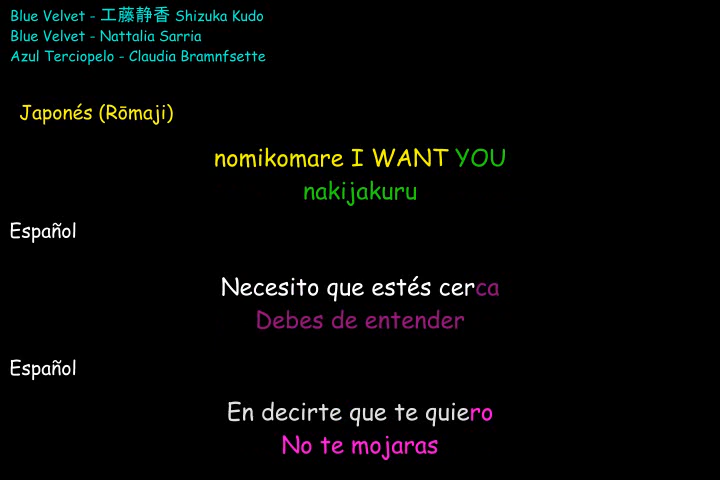 Blue Velvet - 工藤静香 Shizuka Kudo
Blue Velvet - Nattalia Sarria
Azul Terciopelo - Claudia Bramnfsette
Japonés (Rōmaji)
nomikomare I WANT YOU
nakijakuru
Español
Necesito que estés cerca
Debes de entender
Español
En decirte que te quiero
No te mojaras